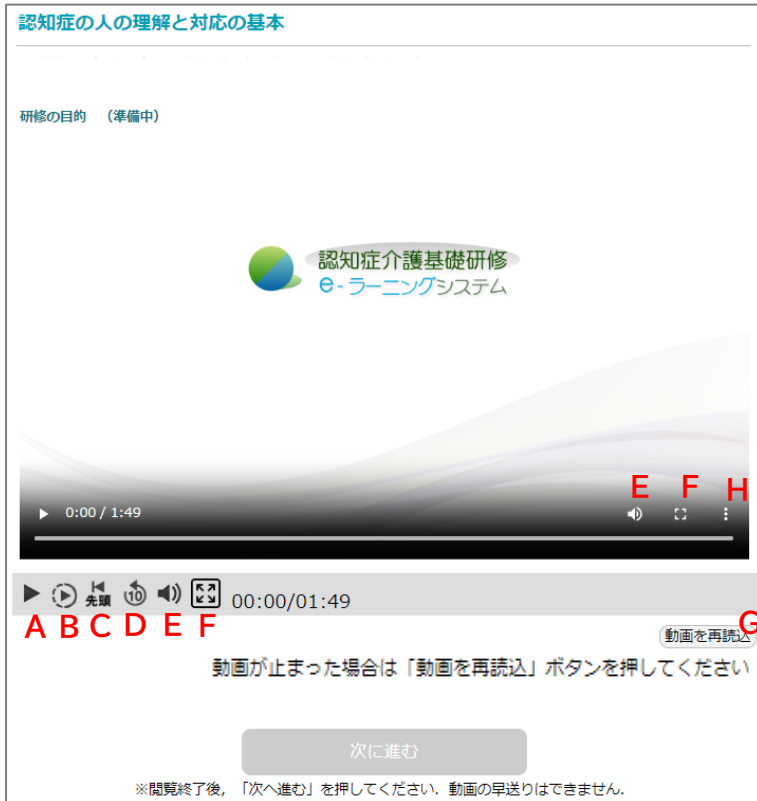 認知症の人の理解と対応の基本
研修の目的　（準備中）
認知症介護基礎研修
e-ラーニングシステム
E F H
0:00 / 1:49
先頭 10 00:00/01:49
A B C D E F
G
動画を再読込
動画が止まった場合は「動画を再読込」ボタンを押してください
次に進む
※閲覧終了後，「次へ進む」を押してください．動画の早送りはできません．